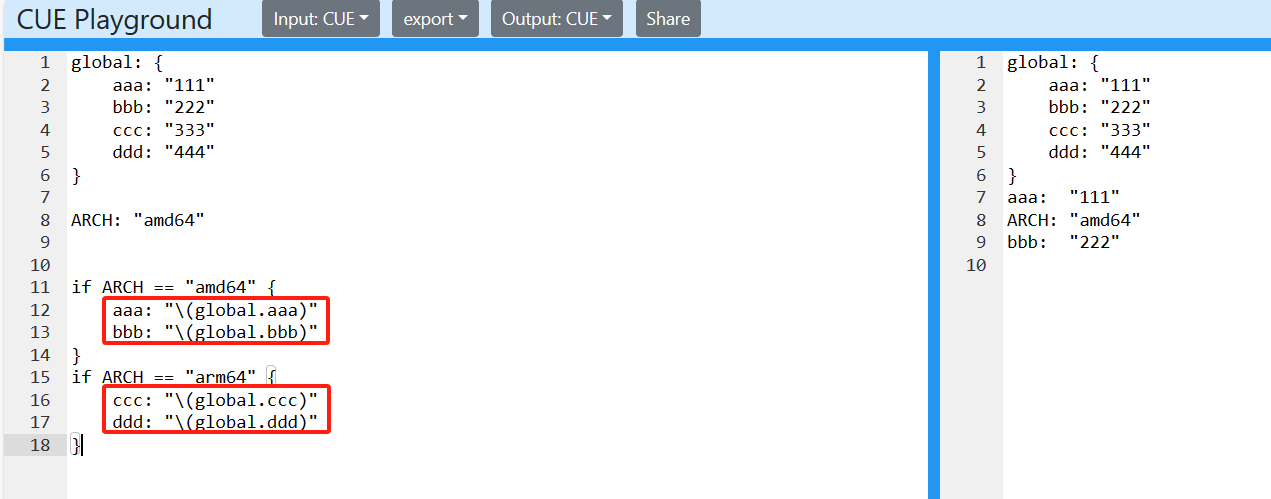 CUE Playground Input: CUE export Output: CUE Share
1 global: {
2     aaa: "111"
3     bbb: "222"
4     ccc: "333"
5     ddd: "444"
6 }
7
8 ARCH: "amd64"
9
10
11 if ARCH == "amd64" {
12     aaa: "\(global.aaa)"
13     bbb: "\(global.bbb)"
14 }
15 if ARCH == "arm64" {
16     ccc: "\(global.ccc)"
17     ddd: "\(global.ddd)"
18 }
1 global: {
2     aaa: "111"
3     bbb: "222"
4     ccc: "333"
5     ddd: "444"
6 }
7 aaa:  "111"
8 ARCH: "amd64"
9 bbb:  "222"
10